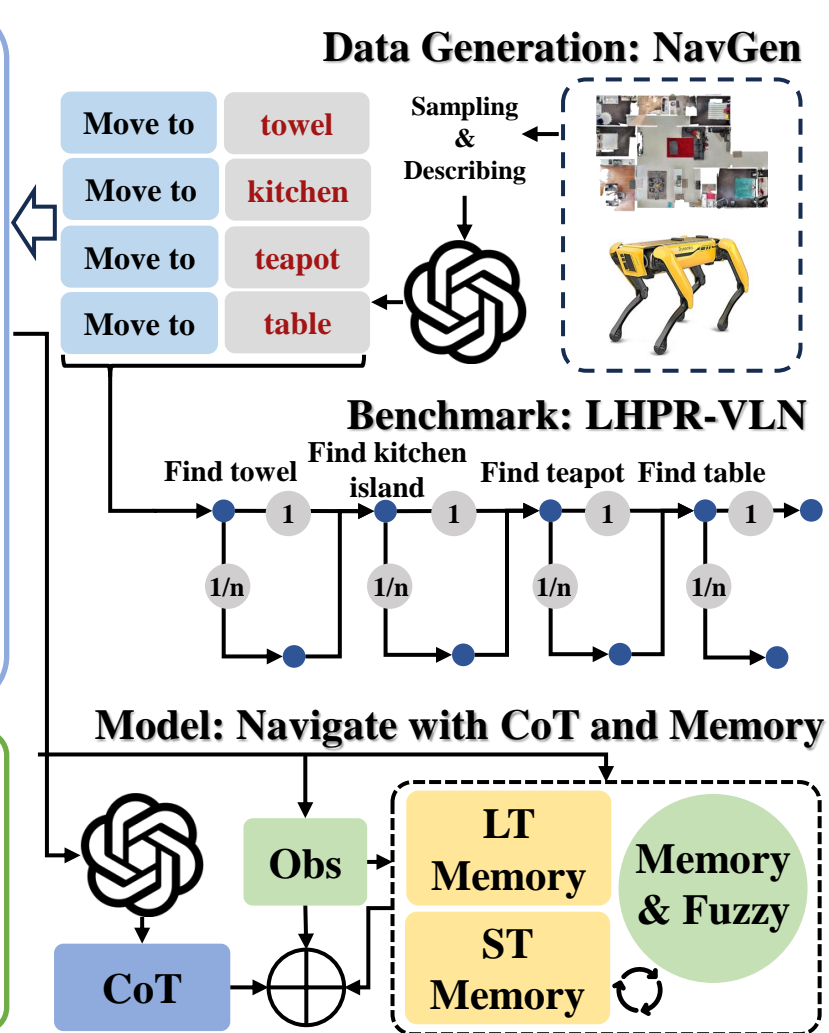 Data Generation: NavGen
Move to towel
Move to kitchen
Move to teapot
Move to table
Sampling
&
Describing
Benchmark: LHPR-VLN
Find towel
Find kitchen
island
Find teapot
Find table
1
1
1
1
1/n
1/n
1/n
1/n
Model: Navigate with CoT and Memory
Obs
CoT
LT
Memory
ST
Memory
Memory
& Fuzzy